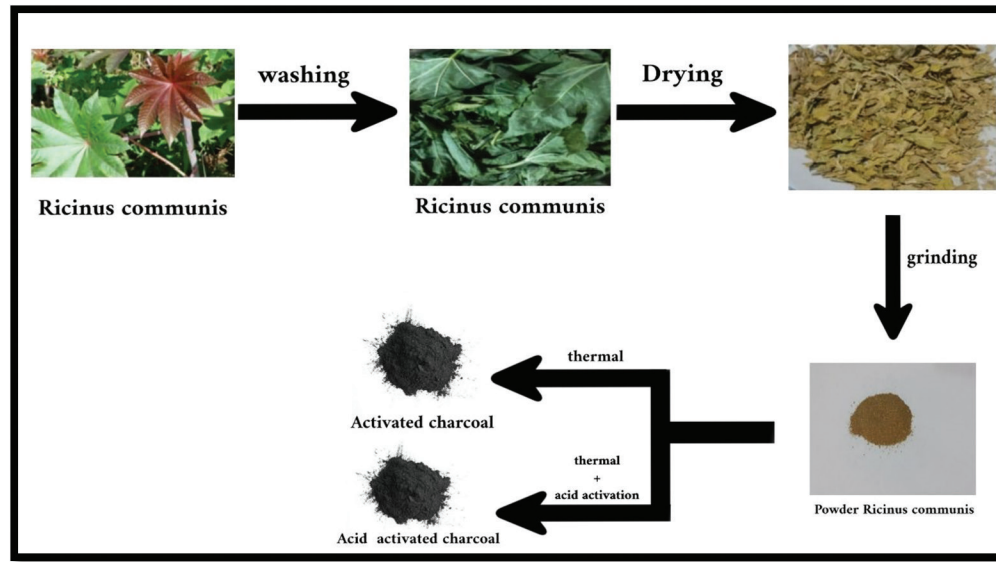 washing
Drying
Ricinus communis
Ricinus communis
grinding
thermal
Activated charcoal
thermal
+
acid activation
Acid activated charcoal
Powder Ricinus communis